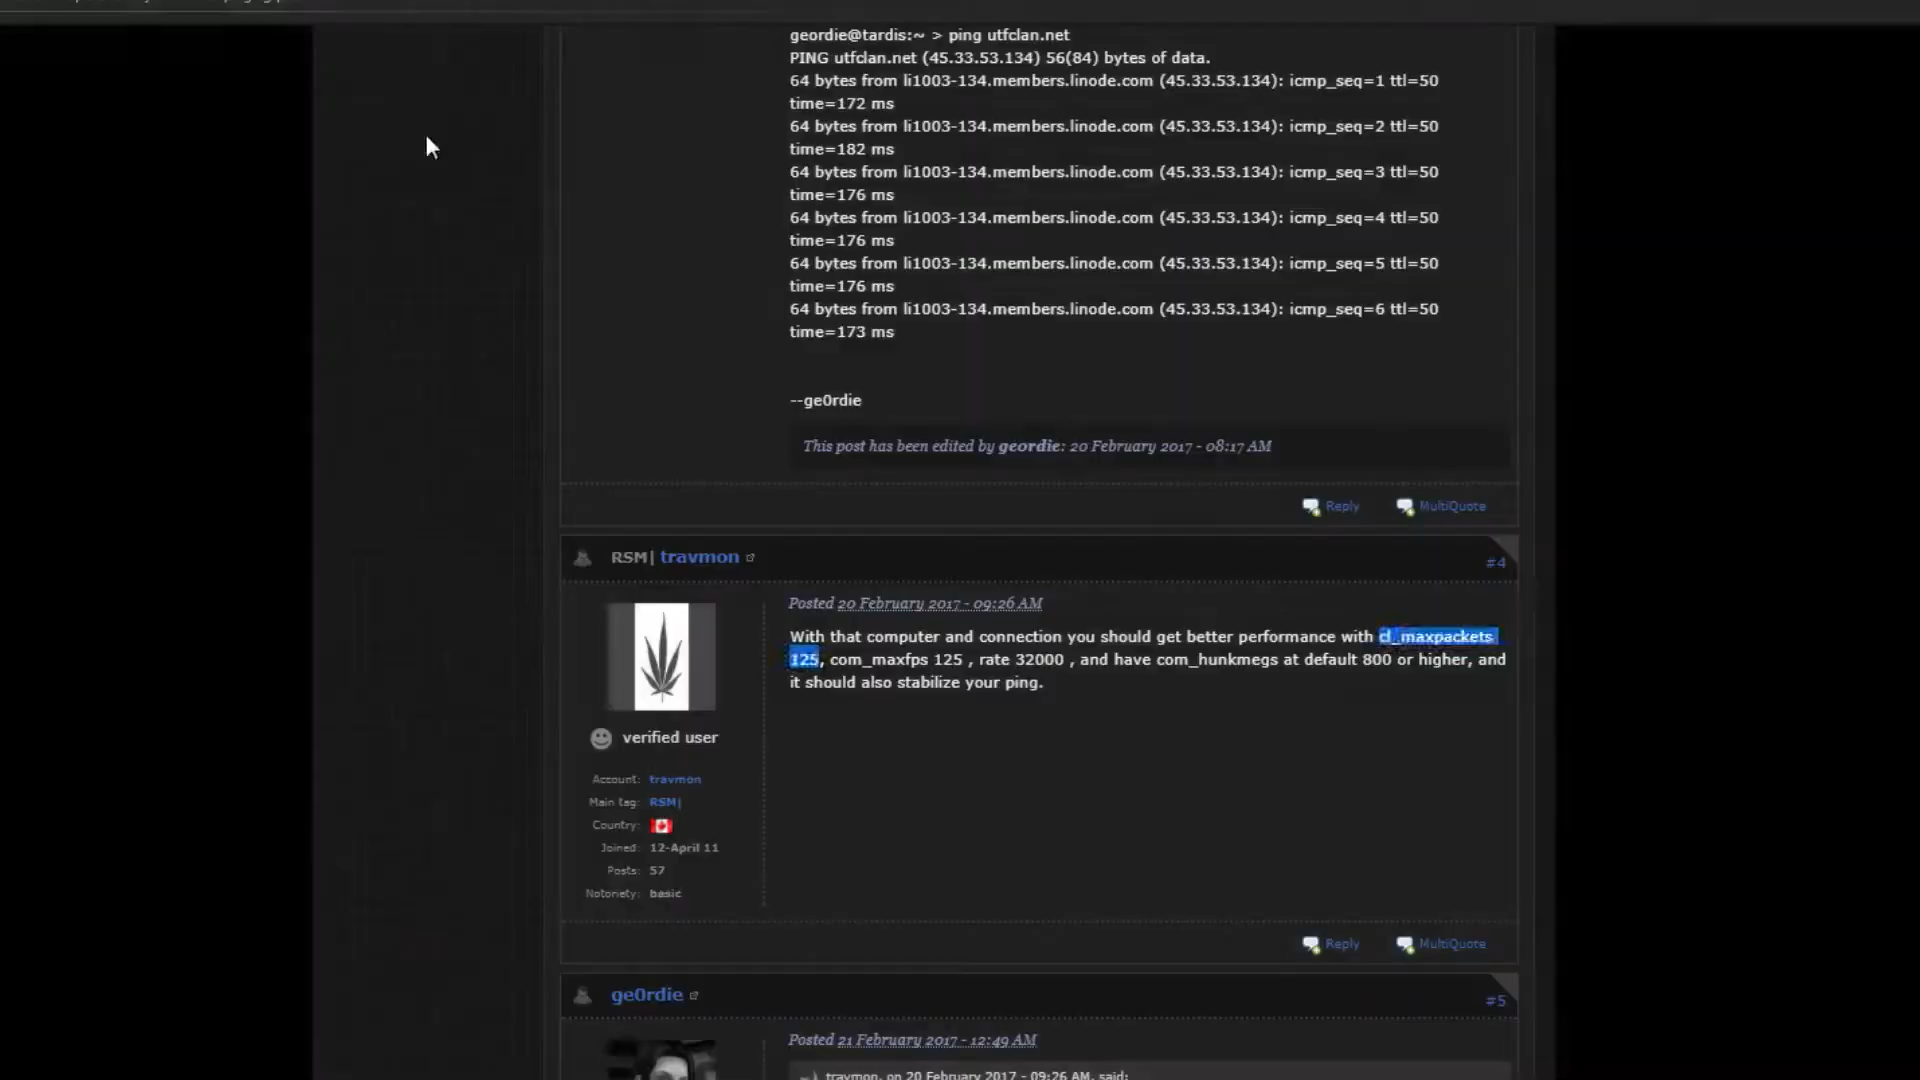 geordie@tardis:~ > ping utfclan.net
PING utfclan.net (45.33.53.134) 56(84) bytes of data.
64 bytes from li1003-134.members.linode.com (45.33.53.134): icmp_seq=1 ttl=50
time=172 ms
64 bytes from li1003-134.members.linode.com (45.33.53.134): icmp_seq=2 ttl=50
time=182 ms
64 bytes from li1003-134.members.linode.com (45.33.53.134): icmp_seq=3 ttl=50
time=176 ms
64 bytes from li1003-134.members.linode.com (45.33.53.134): icmp_seq=4 ttl=50
time=176 ms
64 bytes from li1003-134.members.linode.com (45.33.53.134): icmp_seq=5 ttl=50
time=176 ms
64 bytes from li1003-134.members.linode.com (45.33.53.134): icmp_seq=6 ttl=50
time=173 ms
--ge0rdie
This post has been edited by geordie: 20 February 2017 - 08:17 AM
Reply MultiQuote
RSM| travmon #4
Posted 20 February 2017 - 09:26 AM
With that computer and connection you should get better performance with cl_maxpackets
125, com_maxfps 125 , rate 32000 , and have com_hunkmegs at default 800 or higher, and
it should also stabilize your ping.
verified user
Account: travmon
Main tag: RSM|
Country:
Joined: 12-April 11
Posts: 57
Notoriety: basic
Reply MultiQuote
ge0rdie #5
Posted 21 February 2017 - 12:49 AM
travmon, on 20 February 2017 - 09:26 AM, said: